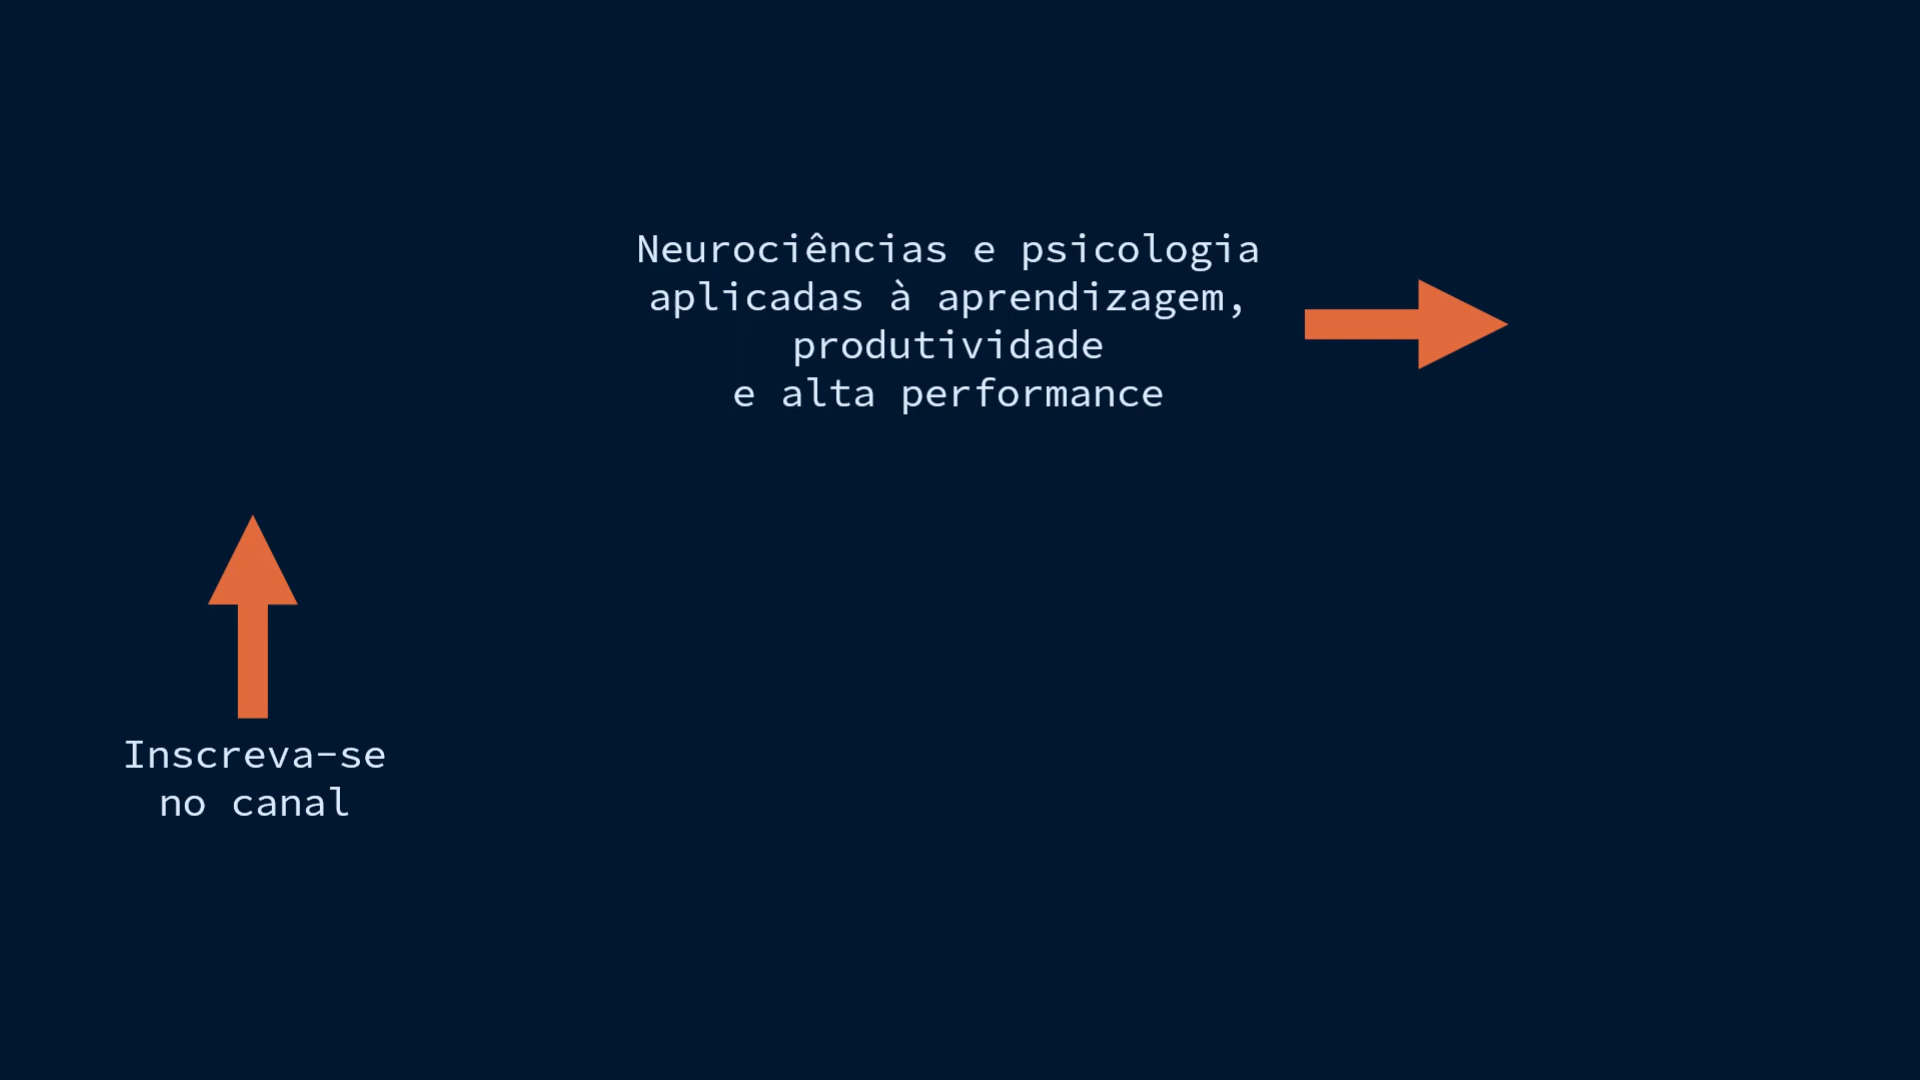 Neurociências e psicologia
aplicadas à aprendizagem,
produtividade
e alta performance
Inscreva-se
no canal